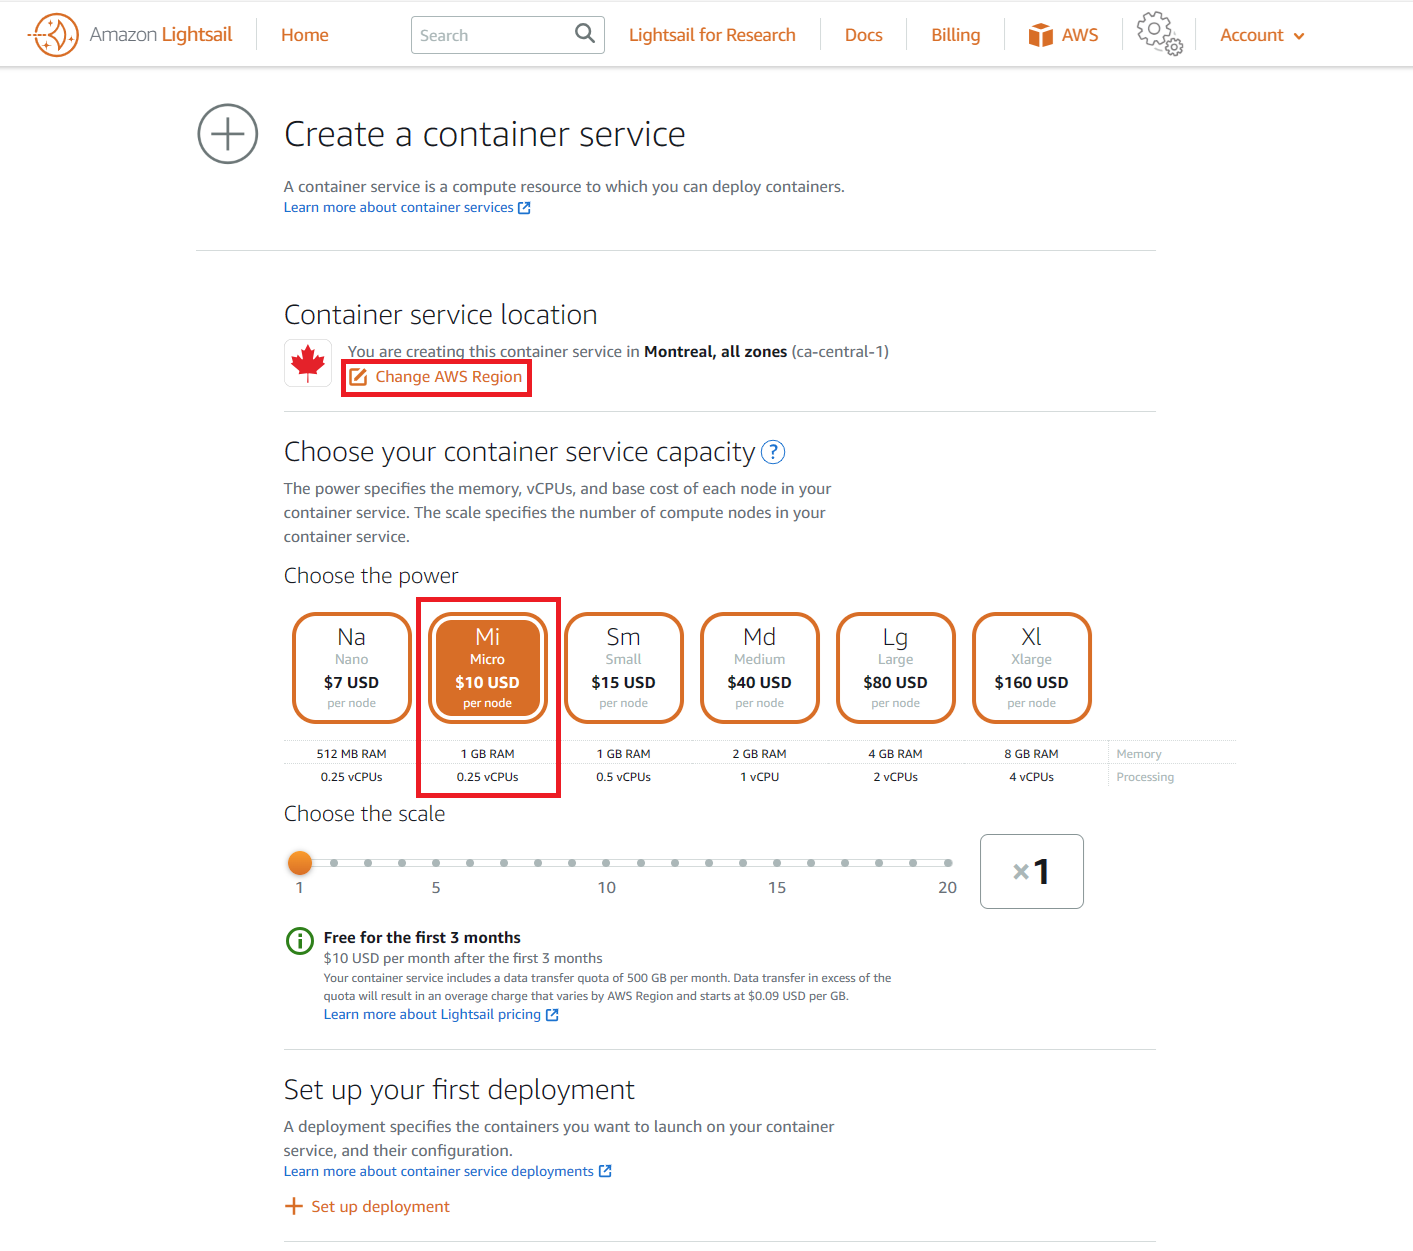 Amazon Lightsail Home Search Lightsail for Research Docs Billing AWS Account
Create a container service
A container service is a compute resource to which you can deploy containers.
Learn more about container services
Container service location
You are creating this container service in Montreal, all zones (ca-central-1)
Change AWS Region
Choose your container service capacity ?
The power specifies the memory, vCPUs, and base cost of each node in your
container service. The scale specifies the number of compute nodes in your
container service.
Choose the power
Na Mi Sm Md Lg Xl
Nano Micro Small Medium Large Xlarge
$7 USD $10 USD $15 USD $40 USD $80 USD $160 USD
per node per node per node per node per node per node
512 MB RAM 1 GB RAM 1 GB RAM 2 GB RAM 4 GB RAM 8 GB RAM Memory
0.25 vCPUs 0.25 vCPUs 0.5 vCPUs 1 vCPU 2 vCPUs 4 vCPUs Processing
Choose the scale
×1
1 5 10 15 20
Free for the first 3 months
$10 USD per month after the first 3 months
Your container service includes a data transfer quota of 500 GB per month. Data transfer in excess of the
quota will result in an overage charge that varies by AWS Region and starts at $0.09 USD per GB.
Learn more about Lightsail pricing
Set up your first deployment
A deployment specifies the containers you want to launch on your container
service, and their configuration.
Learn more about container service deployments
Set up deployment